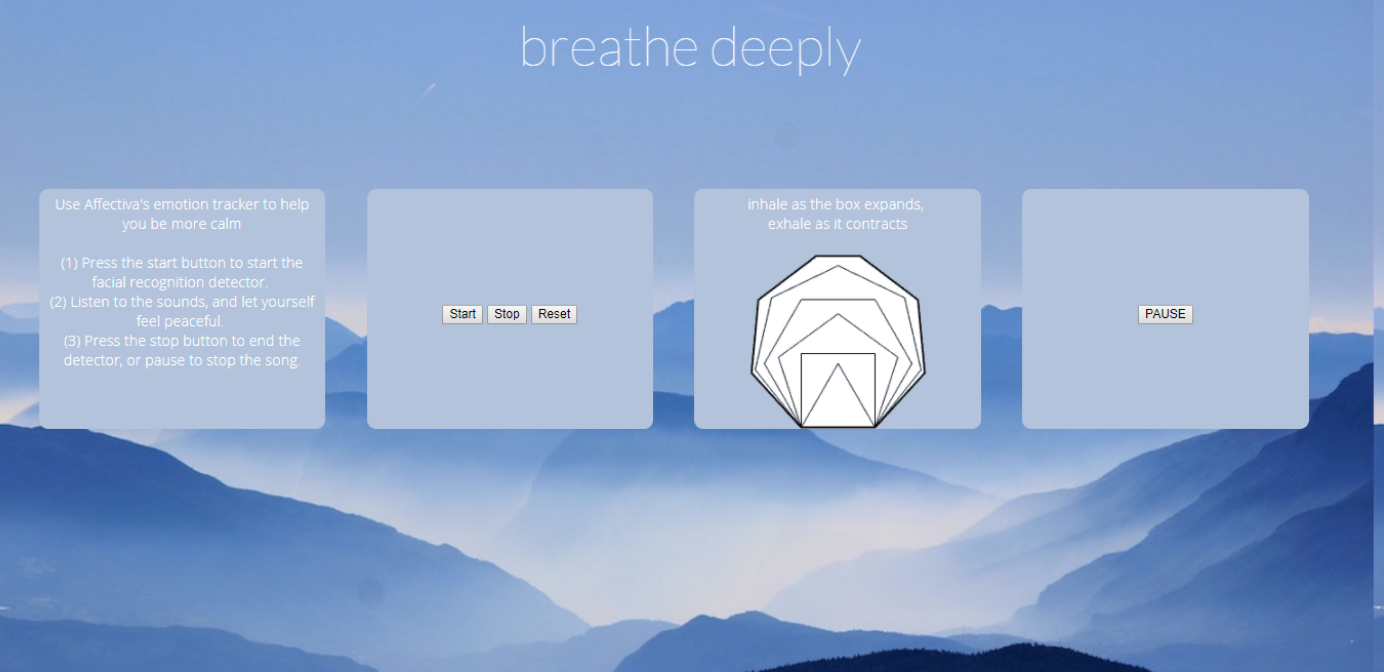 breathe deeply
Use Affectiva's emotion tracker to help
you be more calm
(1) Press the start button to start the
facial recognition detector.
(2) Listen to the sounds, and let yourself
feel peaceful.
(3) Press the stop button to end the
detector, or pause to stop the song.
Start Stop Reset
inhale as the box expands,
exhale as it contracts
PAUSE